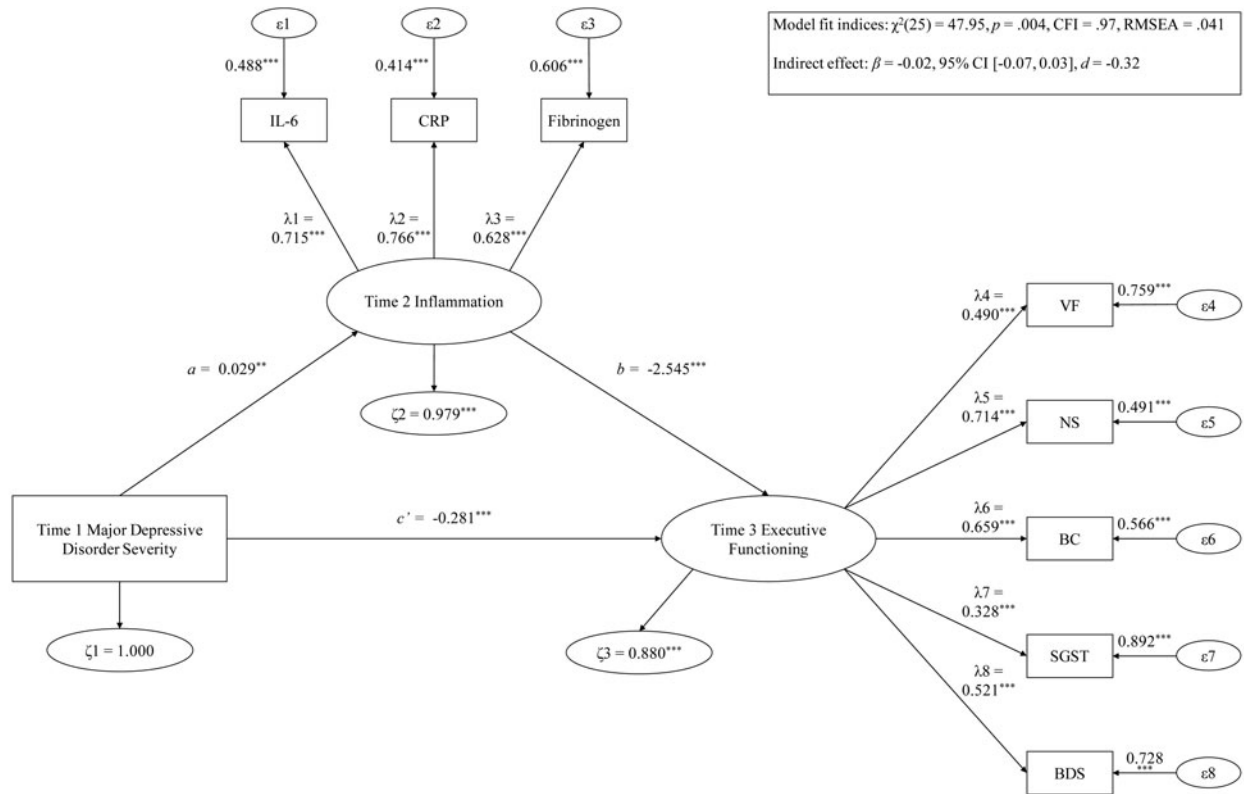 ε1
ε2
ε3
Model fit indices: χ²(25) = 47.95, p = .004, CFI = .97, RMSEA = .041
Indirect effect: β = -0.02, 95% CI [-0.07, 0.03], d = -0.32
0.488***
0.414***
0.606***
IL-6
CRP
Fibrinogen
λ1 =
0.715***
λ2 =
0.766***
λ3 =
0.628***
Time 2 Inflammation
a = 0.029**
b = -2.545***
ζ2 = 0.979***
λ4 =
0.490***
VF
0.759***
ε4
λ5 =
0.714***
NS
0.491***
ε5
Time 1 Major Depressive
Disorder Severity
c’ = -0.281***
Time 3 Executive
Functioning
λ6 =
0.659***
BC
0.566***
ε6
ζ1 = 1.000
ζ3 = 0.880***
λ7 =
0.328***
SGST
0.892***
ε7
λ8 =
0.521***
BDS
0.728
***
ε8